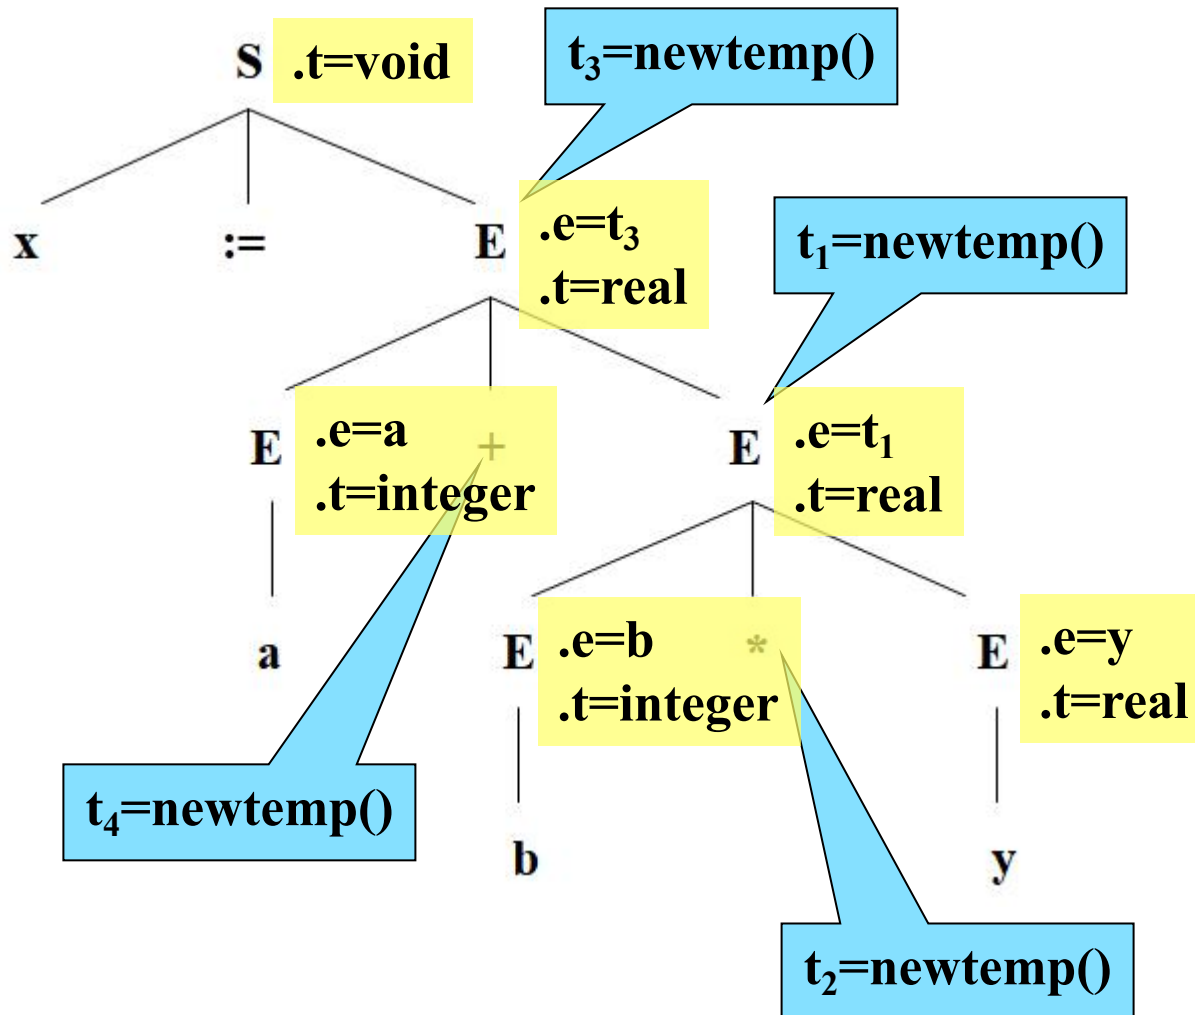 S .t=void
t₃=newtemp()
x := E
.e=t₃
.t=real
t₁=newtemp()
E
.e=a
.t=integer
+
E
.e=t₁
.t=real
a
E
.e=b
.t=integer
*
E
.e=y
.t=real
t₄=newtemp()
b
y
t₂=newtemp()